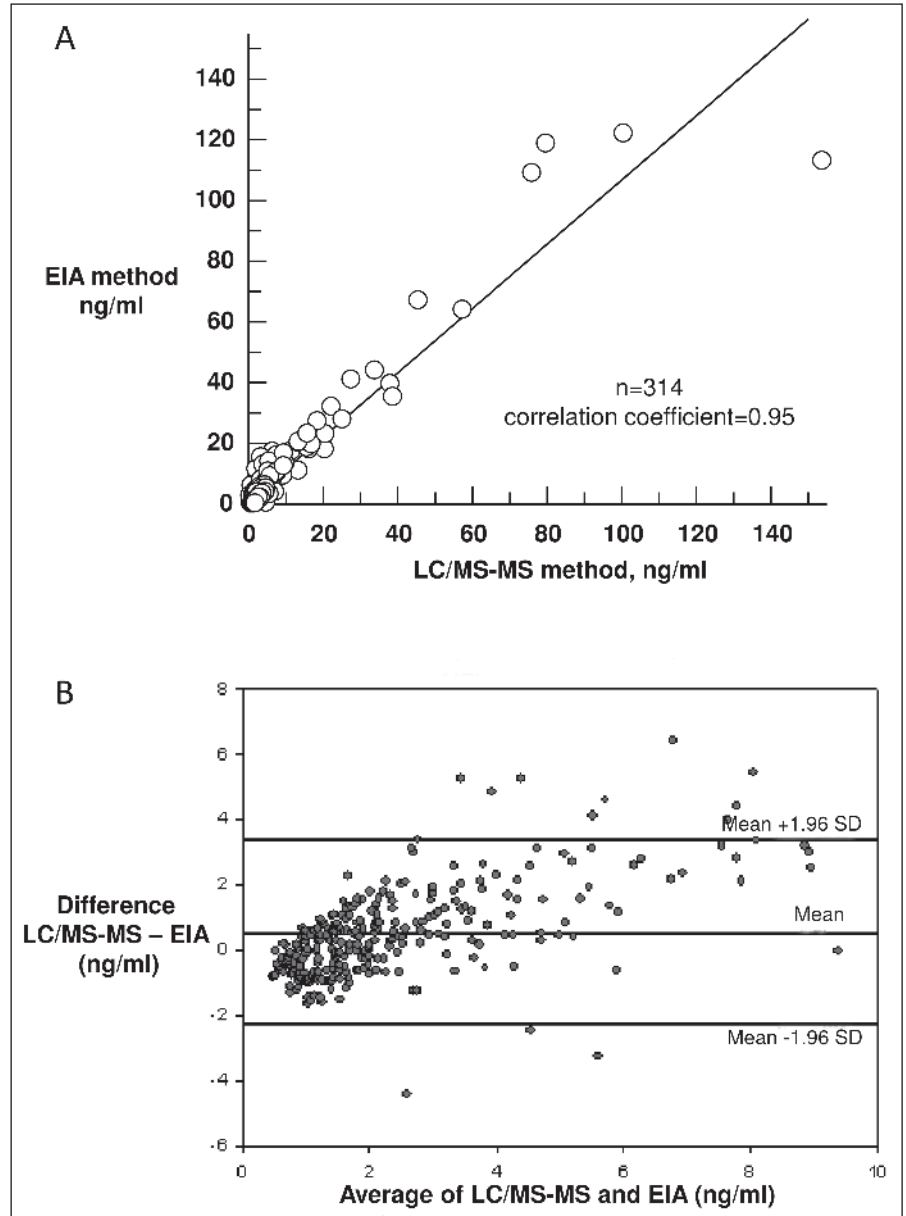 A
140
120
100
80
60
40
20
0
EIA method
ng/ml
n=314
correlation coefficient=0.95
0 20 40 60 80 100 120 140
LC/MS-MS method, ng/ml
B
8
6
4
2
0
-2
-4
-6
Difference
LC/MS-MS – EIA
(ng/ml)
Mean +1.96 SD
Mean
Mean -1.96 SD
0 2 4 6 8 10
Average of LC/MS-MS and EIA (ng/ml)